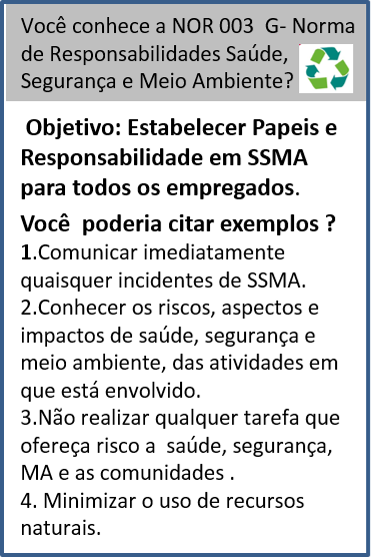 Você conhece a NOR 003  G- Norma
de Responsabilidades Saúde,
Segurança e Meio Ambiente?
Objetivo: Estabelecer Papeis e
Responsabilidade em SSMA
para todos os empregados.
Você  poderia citar exemplos ?
1.Comunicar imediatamente
quaisquer incidentes de SSMA.
2.Conhecer os riscos, aspectos e
impactos de saúde, segurança e
meio ambiente, das atividades em
que está envolvido.
3.Não realizar qualquer tarefa que
ofereça risco a  saúde, segurança,
MA e as comunidades .
4. Minimizar o uso de recursos
naturais.